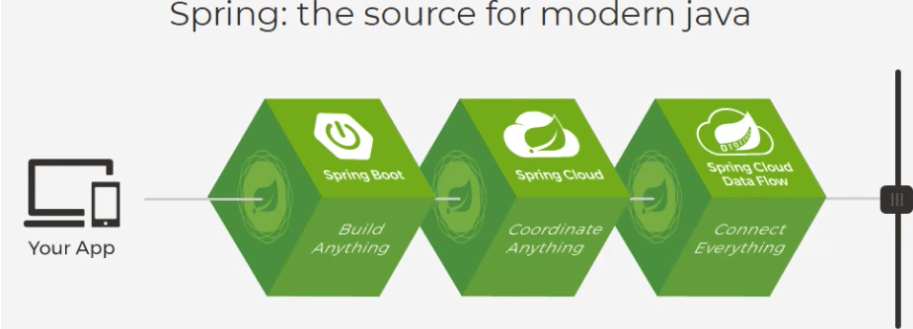 Spring: the source for modern java
Your App
Spring Boot
Build
Anything
Spring Cloud
Coordinate
Anything
Spring Cloud
Data Flow
Connect
Everything